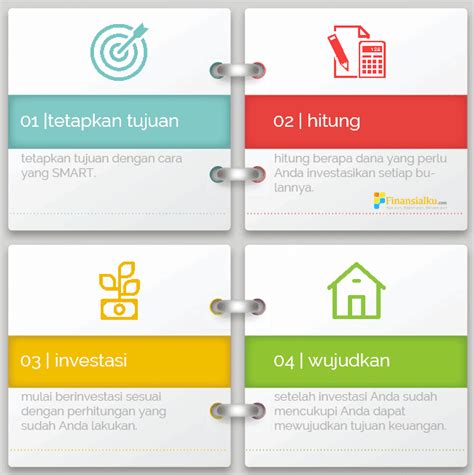 01 |tetapkan tujuan
tetapkan tujuan dengan cara
yang SMART.
02 | hitung
hitung berapa dana yang perlu
Anda investasikan setiap bu-
lannya.
Finansialku.com
03 | investasi
mulai berinvestasi sesuai
dengan perhitungan yang
sudah Anda lakukan.
04 | wujudkan
setelah investasi Anda sudah
mencukupi Anda dapat
mewujudkan tujuan keuangan.